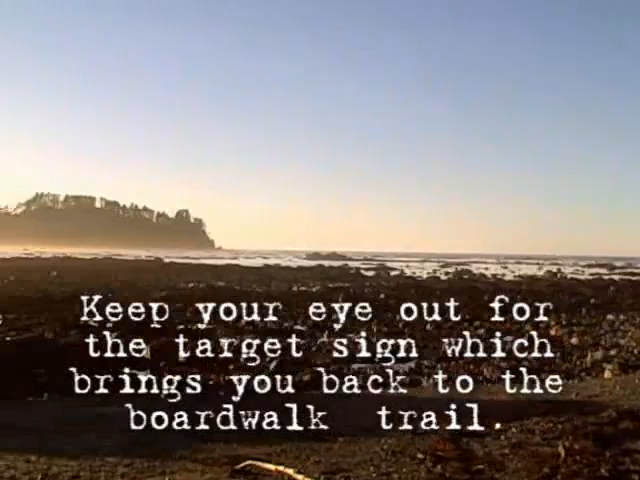 Keep your eye out for
the target sign which
brings you back to the
boardwalk trail.